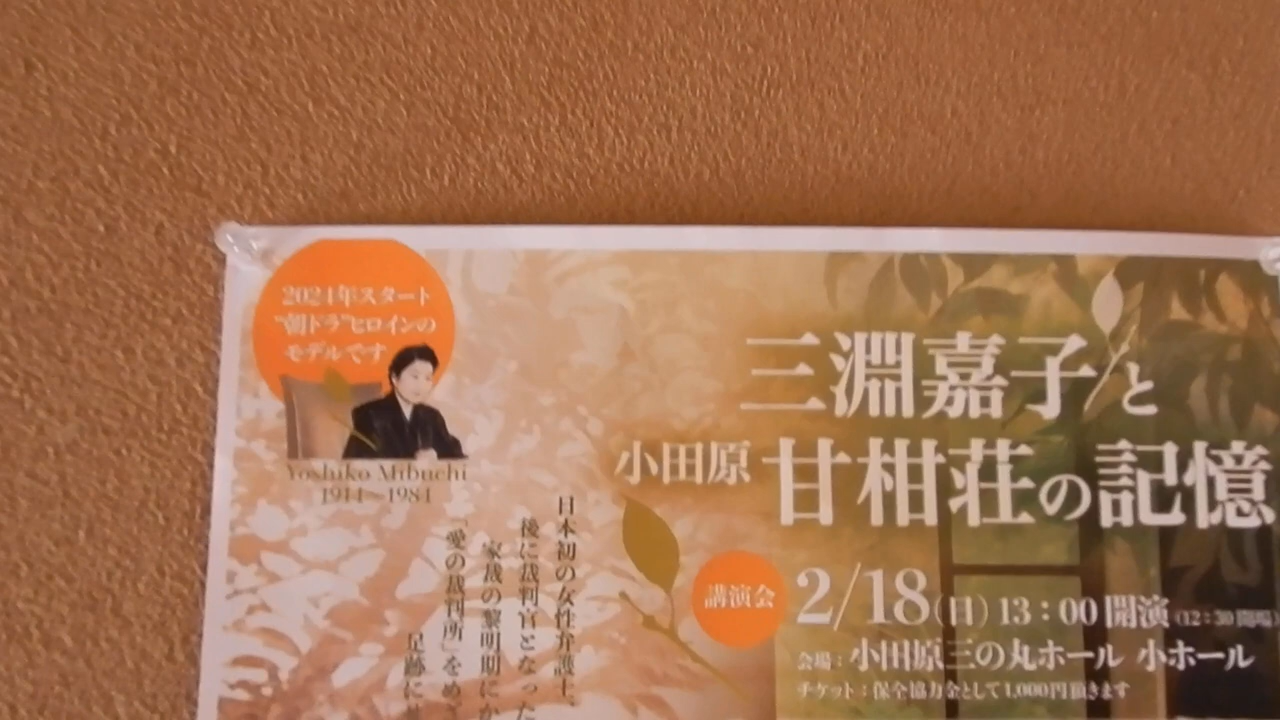 2024年スタート
"朝ドラ"ヒロインの
モデルです
Yoshiko Mibuchi
1914~1984
三淵嘉子と
小田原 甘柑荘の記憶
日本初の女性弁護士、
後に裁判官となった
家裁の黎明期にか
「愛の裁判所」をめざ
足跡に
講演会
2/18(日) 13:00 開演 (12:30 開場)
会場:小田原三の丸ホール 小ホール
チケット:保全協力金として1,000円頂きます